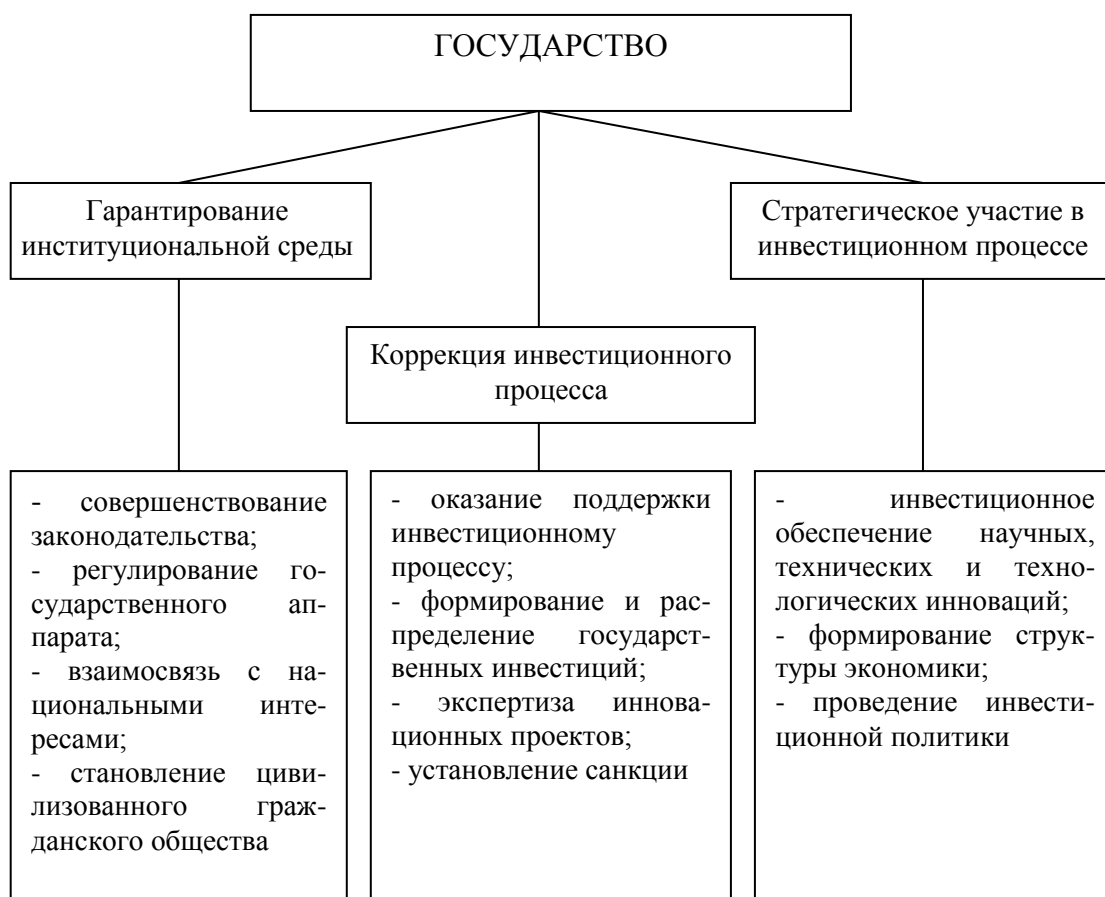 ГОСУДАРСТВО
Гарантирование
институциональной среды
Стратегическое участие в
инвестиционном процессе
Коррекция инвестиционного
процесса
- совершенствование
законодательства;
- регулирование го-
сударственного ап-
парата;
- взаимосвязь с на-
циональными инте-
ресами;
- становление циви-
лизованного граж-
данского общества
- оказание поддержки
инвестиционному
процессу;
- формирование и рас-
пределение государст-
венных инвестиций;
- экспертиза иннова-
ционных проектов;
- установление санкции
- инвестиционное
обеспечение научных,
технических и техно-
логических инноваций;
- формирование струк-
туры экономики;
- проведение инвести-
ционной политики